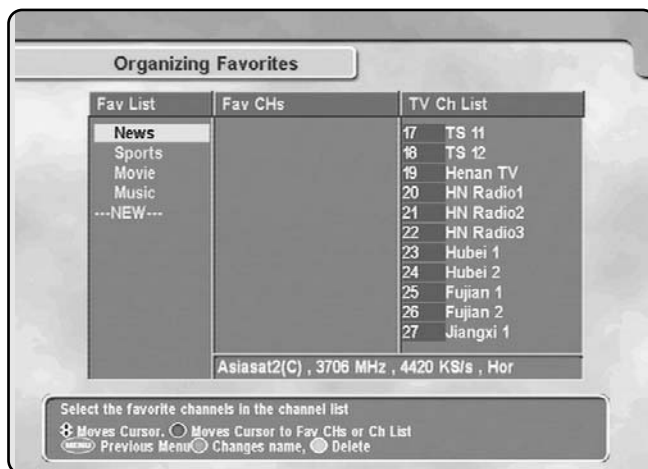 Organizing Favorites
Fav List Fav CHs TV Ch List
News
Sports
Movie
Music
---NEW---
17 TS 11
18 TS 12
19 Henan TV
20 HN Radio1
21 HN Radio2
22 HN Radio3
23 Hubei 1
24 Hubei 2
25 Fujian 1
26 Fujian 2
27 Jiangxi 1
Asiasat2(C) , 3706 MHz , 4420 KS/s , Hor
Select the favorite channels in the channel list
Moves Cursor. Moves Cursor to Fav CHs or Ch List
MENU Previous Menu Changes name, Delete